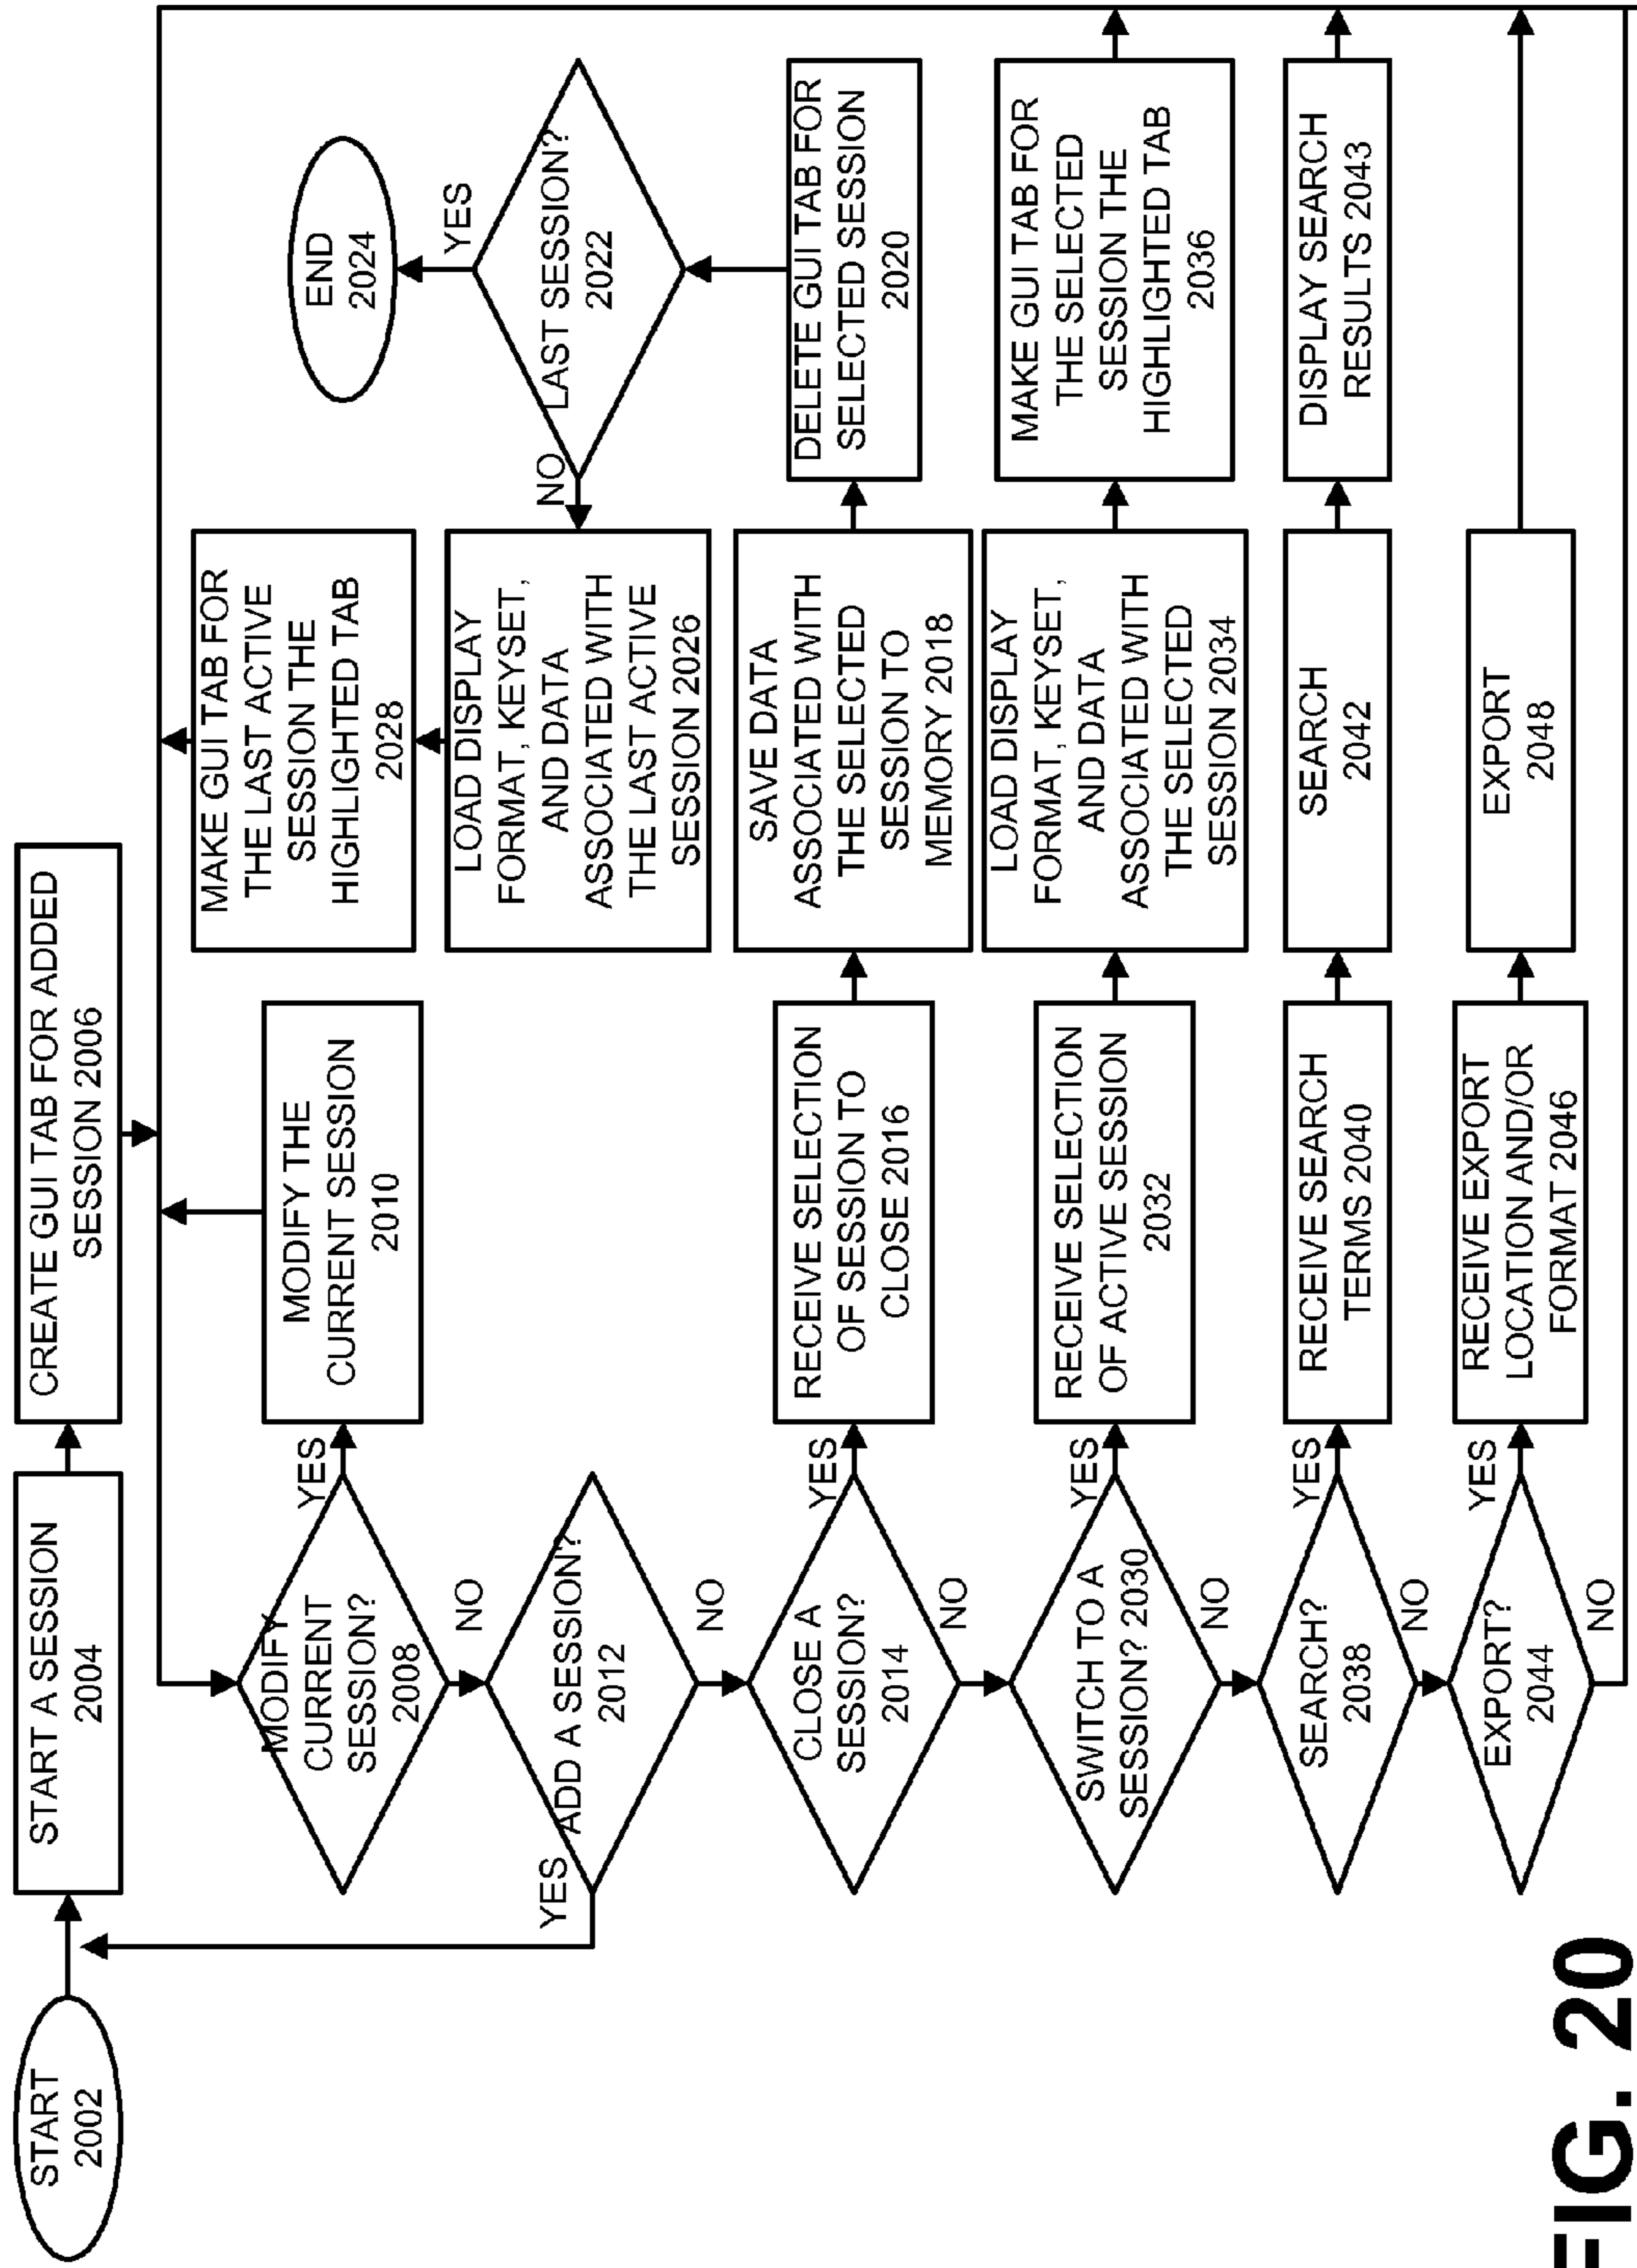 START
2002
START A SESSION
2004
CREATE GUI TAB FOR ADDED
SESSION 2006
MODIFY
CURRENT
SESSION?
2008
YES
NO
MODIFY THE
CURRENT SESSION
2010
MAKE GUI TAB FOR
THE LAST ACTIVE
SESSION THE
HIGHLIGHTED TAB
2028
END
2024
YES
ADD A SESSION?
2012
YES
NO
LOAD DISPLAY
FORMAT, KEYSET,
AND DATA
ASSOCIATED WITH
THE LAST ACTIVE
SESSION 2026
NO
LAST SESSION?
2022
CLOSE A
SESSION?
2014
YES
NO
RECEIVE SELECTION
OF SESSION TO
CLOSE 2016
SAVE DATA
ASSOCIATED WITH
THE SELECTED
SESSION TO
MEMORY 2018
DELETE GUI TAB FOR
SELECTED SESSION
2020
SWITCH TO A
SESSION? 2030
YES
NO
RECEIVE SELECTION
OF ACTIVE SESSION
2032
LOAD DISPLAY
FORMAT, KEYSET,
AND DATA
ASSOCIATED WITH
THE SELECTED
SESSION 2034
MAKE GUI TAB FOR
THE SELECTED
SESSION THE
HIGHLIGHTED TAB
2036
SEARCH?
2038
YES
NO
RECEIVE SEARCH
TERMS 2040
SEARCH
2042
DISPLAY SEARCH
RESULTS 2043
EXPORT?
2044
YES
NO
RECEIVE EXPORT
LOCATION AND/OR
FORMAT 2046
EXPORT
2048
FIG. 20